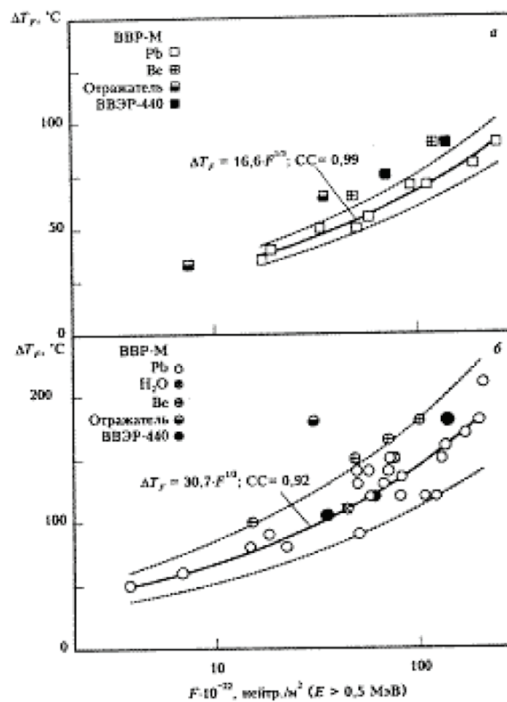 ΔT_F, °C
а
ВВР-М
Pb
Be
Отражатель
ВВЭР-440
100
ΔT_F = 16,6·F^{1/3}; CC = 0,99
50
0
ΔT_F, °C
б
ВВР-М
Pb
H₂O
Be
Отражатель
ВВЭР-440
200
ΔT_F = 30,7·F^{1/3}; CC = 0,92
100
0
10
100
F·10⁻²², нейтр./м² (E > 0,5 МэВ)